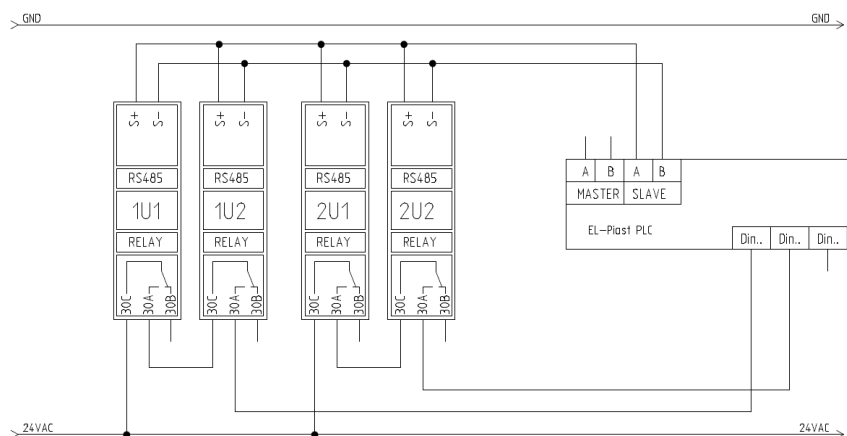 GND GND
S+ S- S+ S- S+ S- S+ S-
RS485 RS485 RS485 RS485
A B A B
MASTER SLAVE
1U1 1U2 2U1 2U2
EL-Piast PLC
RELAY RELAY RELAY RELAY
Din.. Din.. Din..
30C 30A 30B 30C 30A 30B 30C 30A 30B 30C 30A 30B
24VAC 24VAC